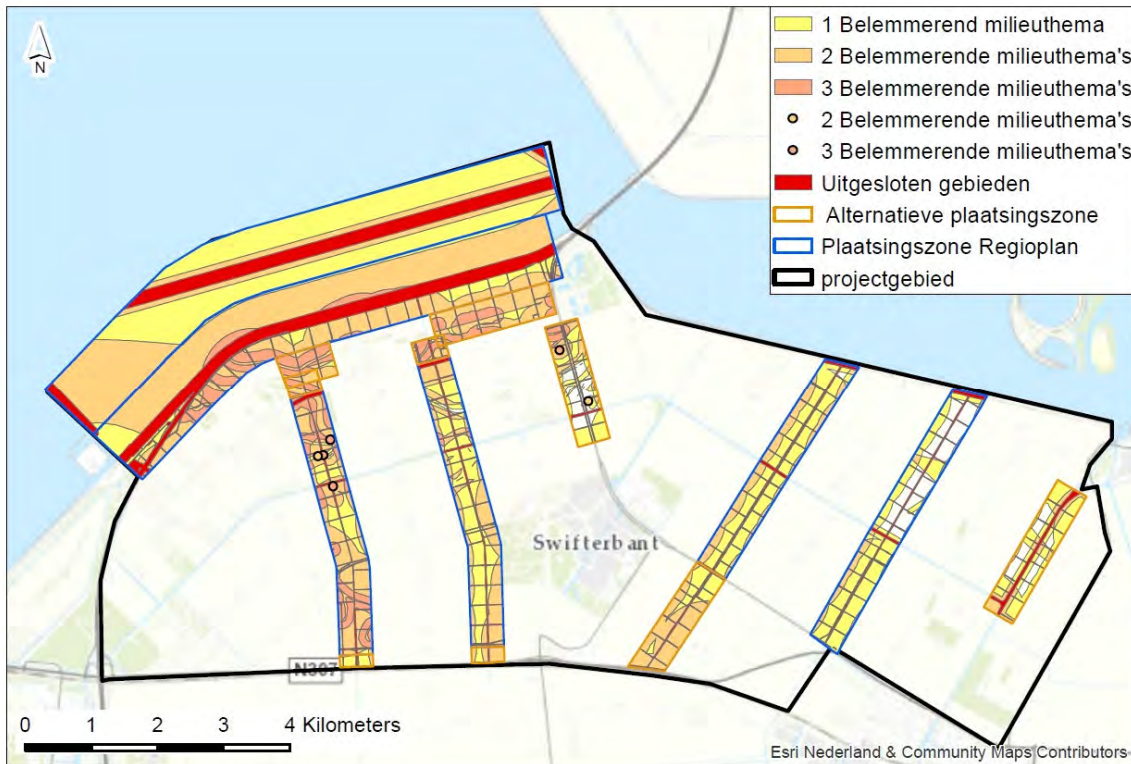 N
1 Belemmerend milieuthema
2 Belemmerende milieuthema's
3 Belemmerende milieuthema's
2 Belemmerende milieuthema's
3 Belemmerende milieuthema's
Uitgesloten gebieden
Alternatieve plaatsingszone
Plaatsingszone Regioplan
projectgebied
Swifterbant
N307
0 1 2 3 4 Kilometers
Esri Nederland & Community Maps Contributors